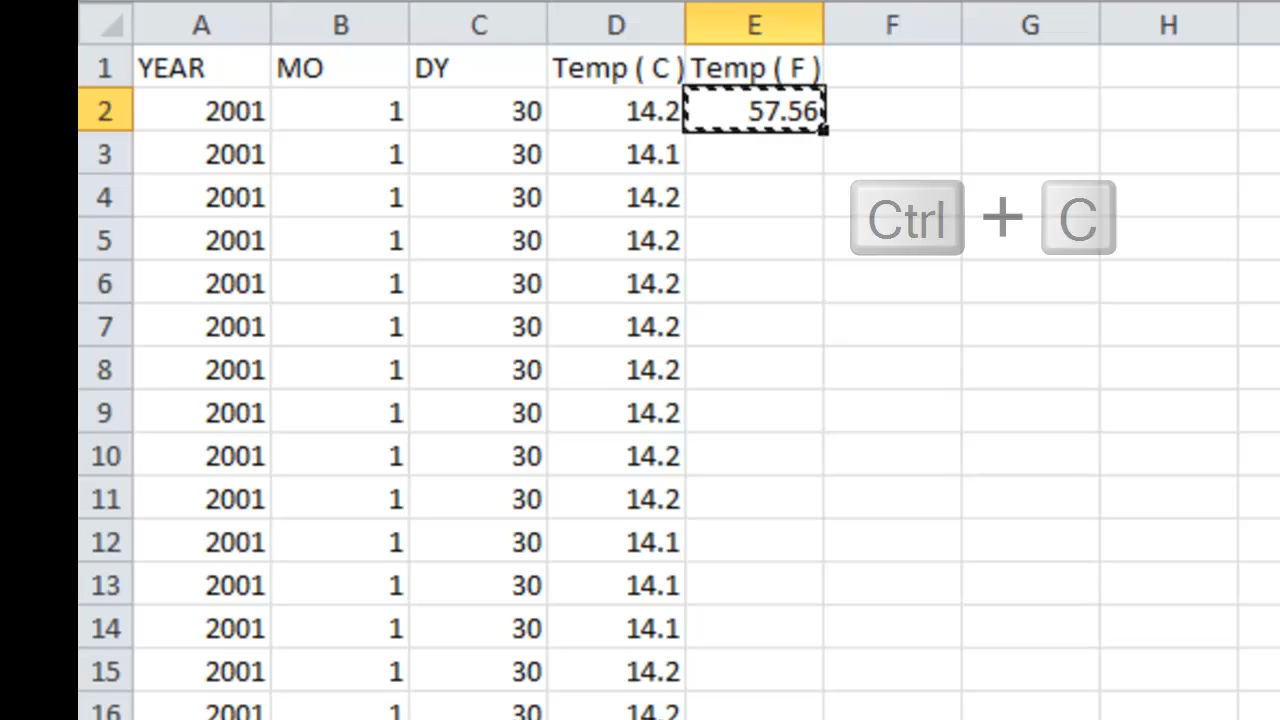 A B C D E F G H
1 YEAR MO DY Temp ( C ) Temp ( F )
2 2001 1 30 14.2 57.56
3 2001 1 30 14.1
4 2001 1 30 14.2
Ctrl + C
5 2001 1 30 14.2
6 2001 1 30 14.2
7 2001 1 30 14.2
8 2001 1 30 14.2
9 2001 1 30 14.2
10 2001 1 30 14.2
11 2001 1 30 14.2
12 2001 1 30 14.1
13 2001 1 30 14.1
14 2001 1 30 14.1
15 2001 1 30 14.2
16 2001 1 30 14.2